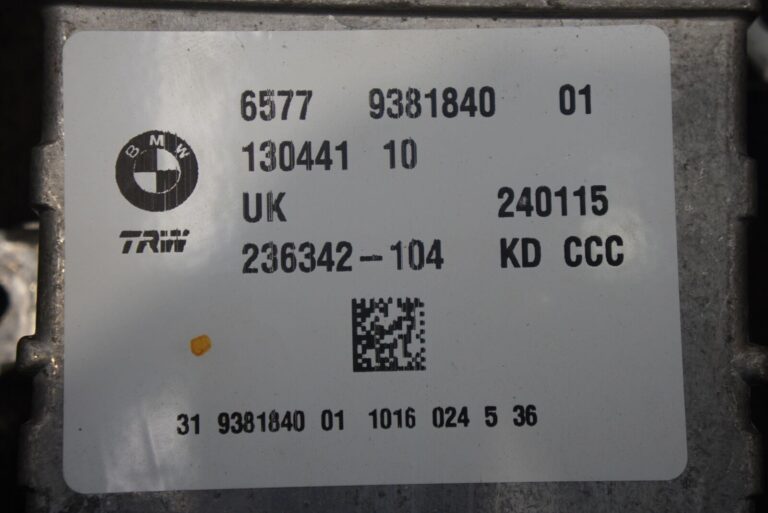 6577 9381840 01
130441 10
BMW
UK 240115
TRW
236342-104 KD CCC
31 9381840 01 1016 024 5 36